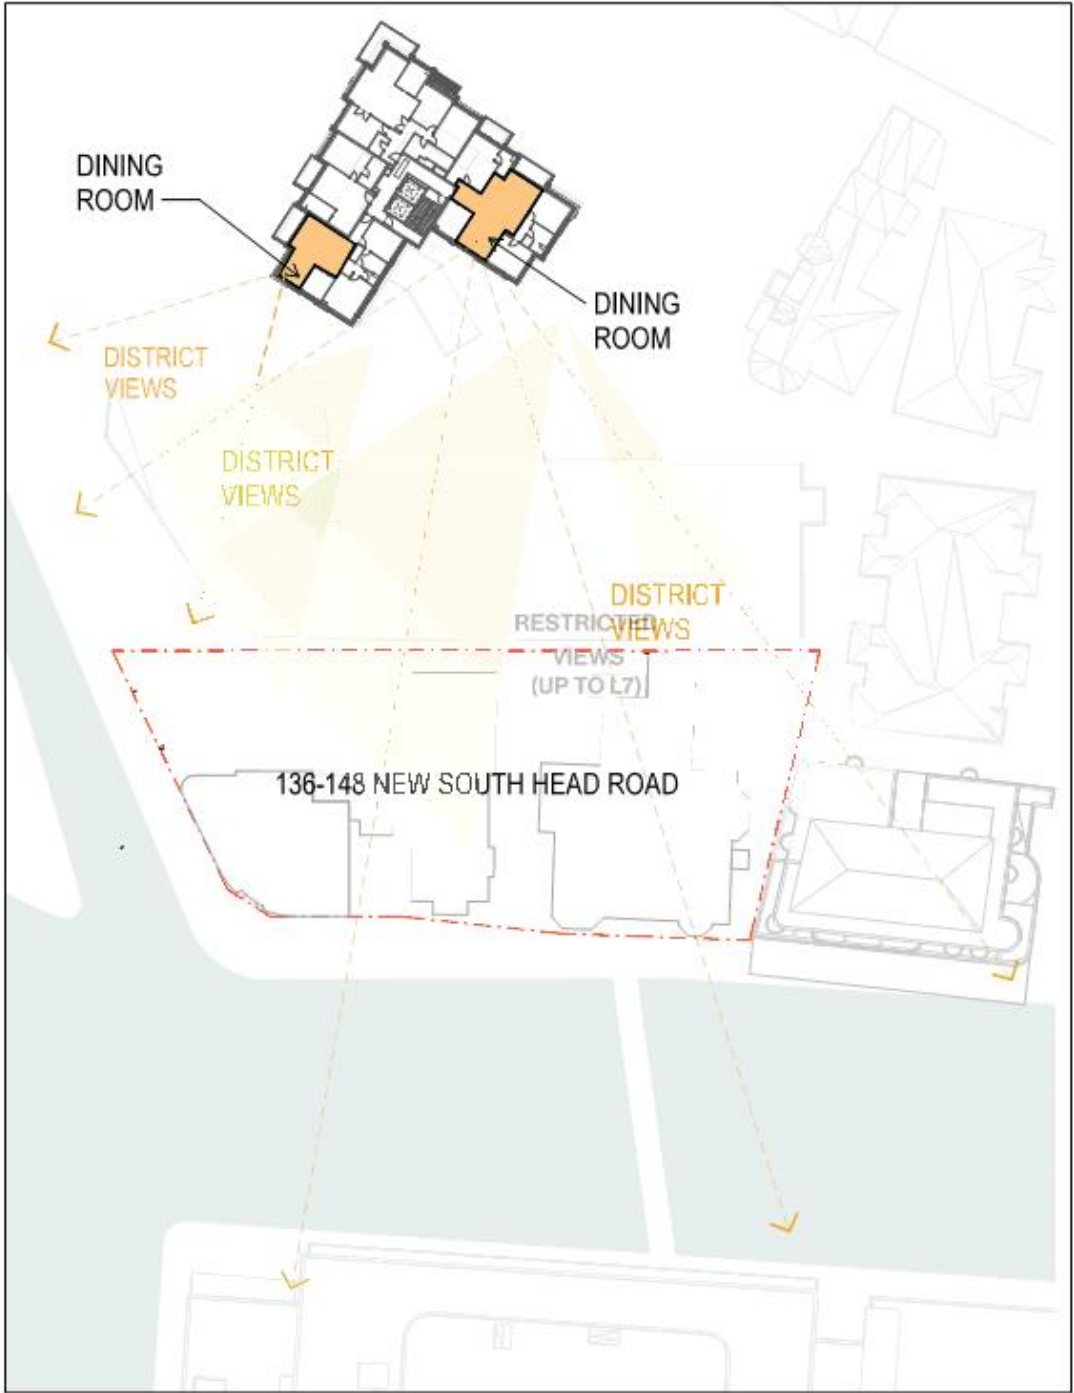 DINING
ROOM
DINING
ROOM
DISTRICT
VIEWS
DISTRICT
VIEWS
DISTRICT
VIEWS
RESTRICTED
VIEWS
(UP TO L7)
136-148 NEW SOUTH HEAD ROAD